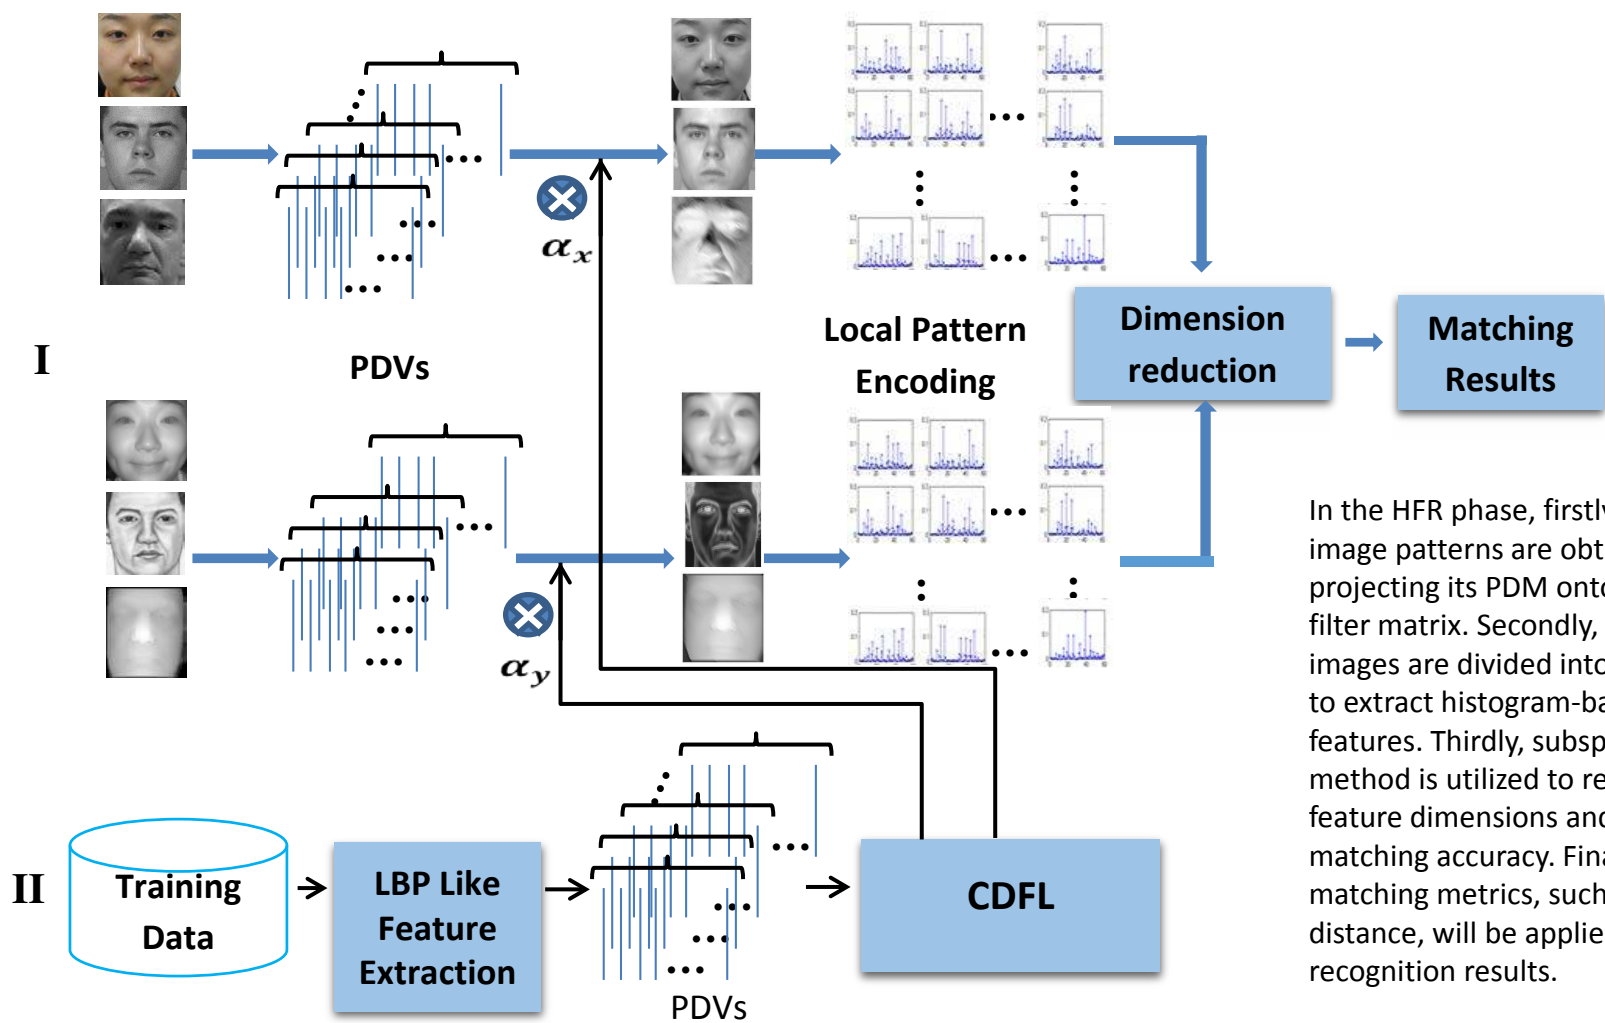 α_x
I
PDVs
Local Pattern
Encoding
Dimension
reduction
Matching
Results
α_y
In the HFR phase, firstly
image patterns are obt
projecting its PDM onto
filter matrix. Secondly,
images are divided into
to extract histogram-ba
features. Thirdly, subsp
method is utilized to re
feature dimensions and
matching accuracy. Fina
matching metrics, such
distance, will be applie
recognition results.
II
Training
Data
LBP Like
Feature
Extraction
PDVs
CDFL